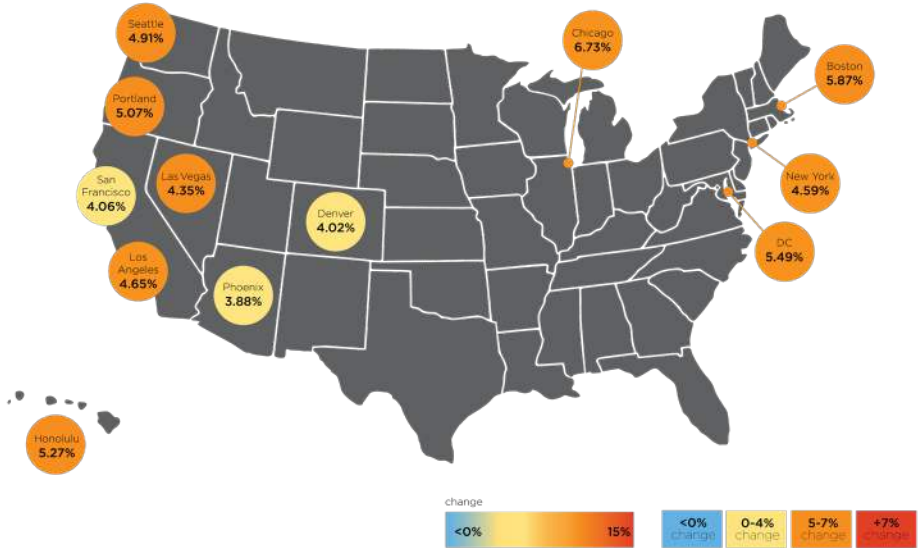 Seattle
4.91%
Portland
5.07%
San
Francisco
4.06%
Las Vegas
4.35%
Los
Angeles
4.65%
Denver
4.02%
Phoenix
3.88%
Chicago
6.73%
Boston
5.87%
New York
4.59%
DC
5.49%
Honolulu
5.27%
change
<0%
15%
<0%
change
0-4%
change
5-7%
change
+7%
change